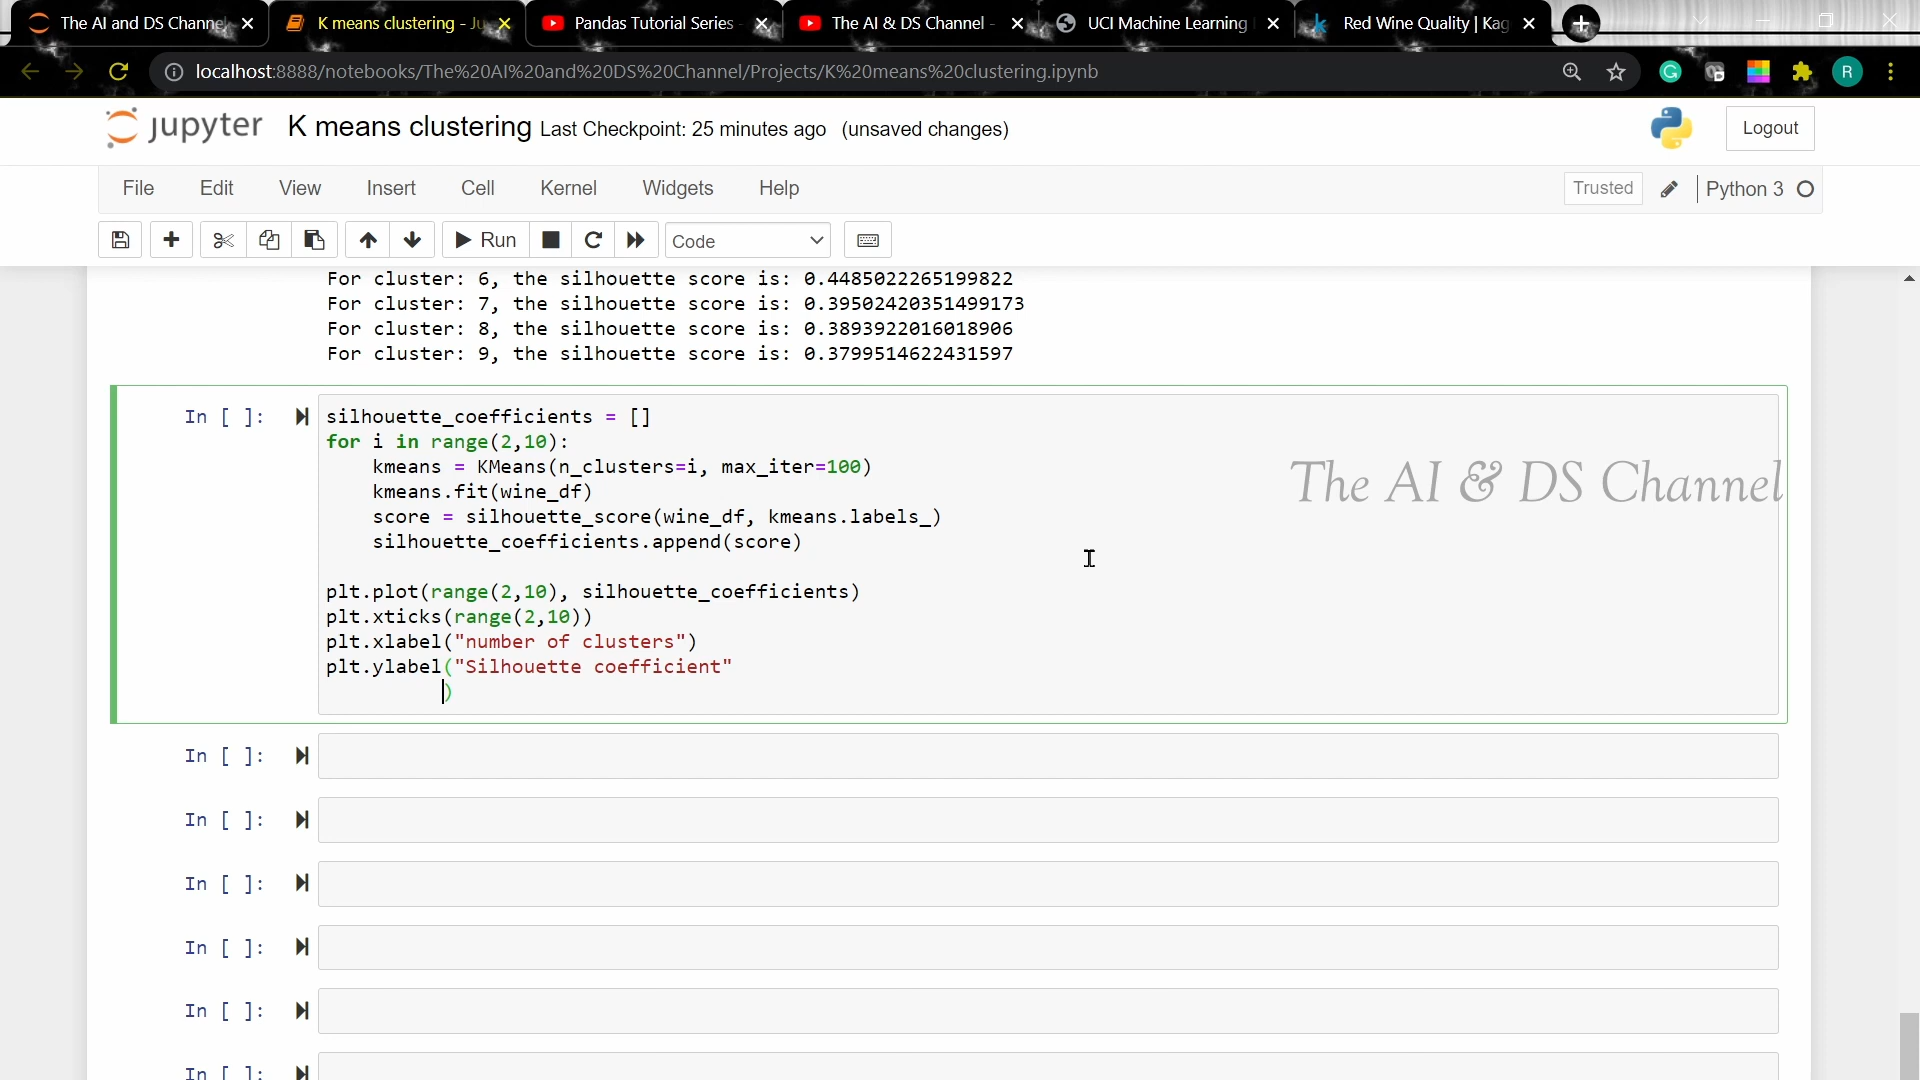 The AI and DS Channel
K means clustering - Ju
Pandas Tutorial Series -
The AI & DS Channel -
UCI Machine Learning
Red Wine Quality | Kag
localhost:8888/notebooks/The%20AI%20and%20DS%20Channel/Projects/K%20means%20clustering.ipynb
R
jupyter K means clustering Last Checkpoint: 25 minutes ago (unsaved changes)
Logout
File Edit View Insert Cell Kernel Widgets Help
Trusted Python 3
Run Code
For cluster: 6, the silhouette score is: 0.4485022265199822
For cluster: 7, the silhouette score is: 0.39502420351499173
For cluster: 8, the silhouette score is: 0.3893922016018906
For cluster: 9, the silhouette score is: 0.3799514622431597
In [ ]: silhouette_coefficients = []
for i in range(2,10):
    kmeans = KMeans(n_clusters=i, max_iter=100)
    kmeans.fit(wine_df)
    score = silhouette_score(wine_df, kmeans.labels_)
    silhouette_coefficients.append(score)
The AI & DS Channel
plt.plot(range(2,10), silhouette_coefficients)
plt.xticks(range(2,10))
plt.xlabel("number of clusters")
plt.ylabel("Silhouette coefficient"
          )
In [ ]:
In [ ]:
In [ ]:
In [ ]:
In [ ]:
In [ ]: